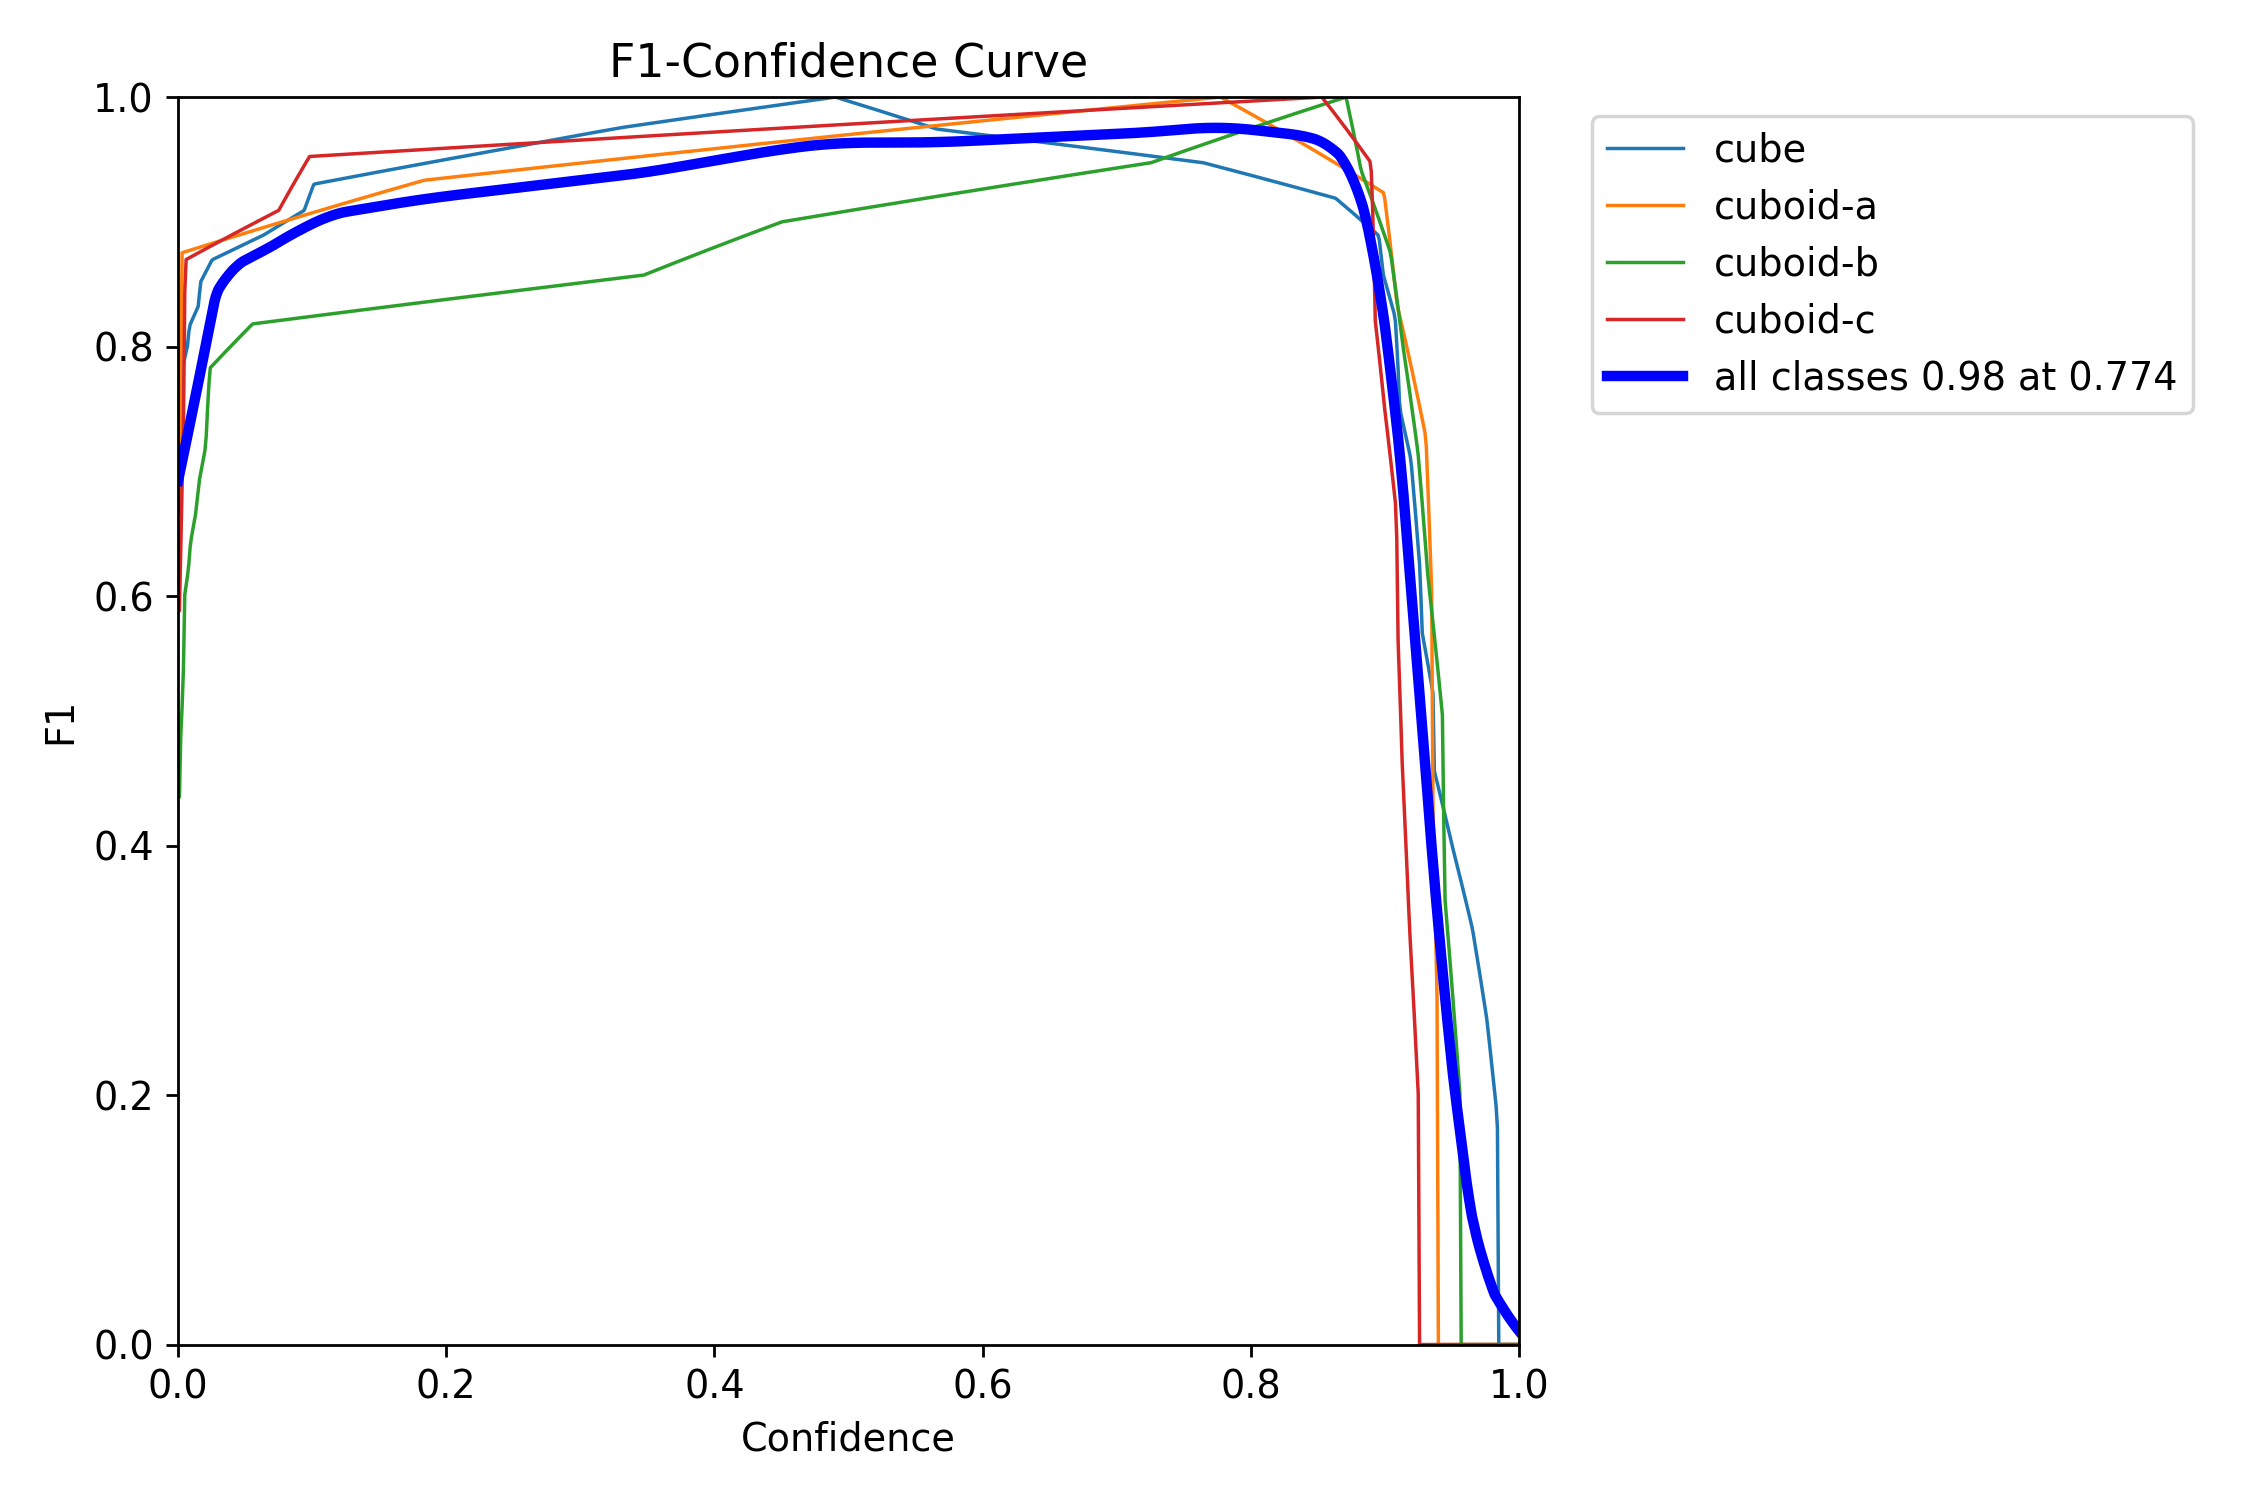 F1-Confidence Curve
1.0
0.8
0.6
0.4
0.2
0.0
F1
0.0 0.2 0.4 0.6 0.8 1.0
Confidence
cube
cuboid-a
cuboid-b
cuboid-c
all classes 0.98 at 0.774